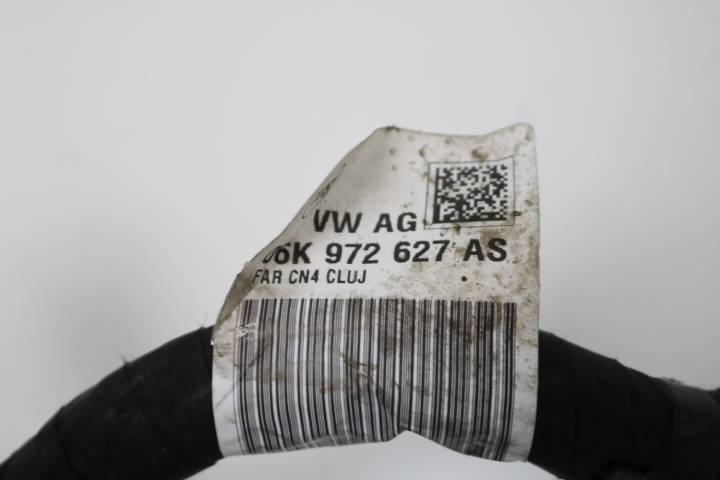 VW AG
06K 972 627 AS
FAR CN4 CLUJ